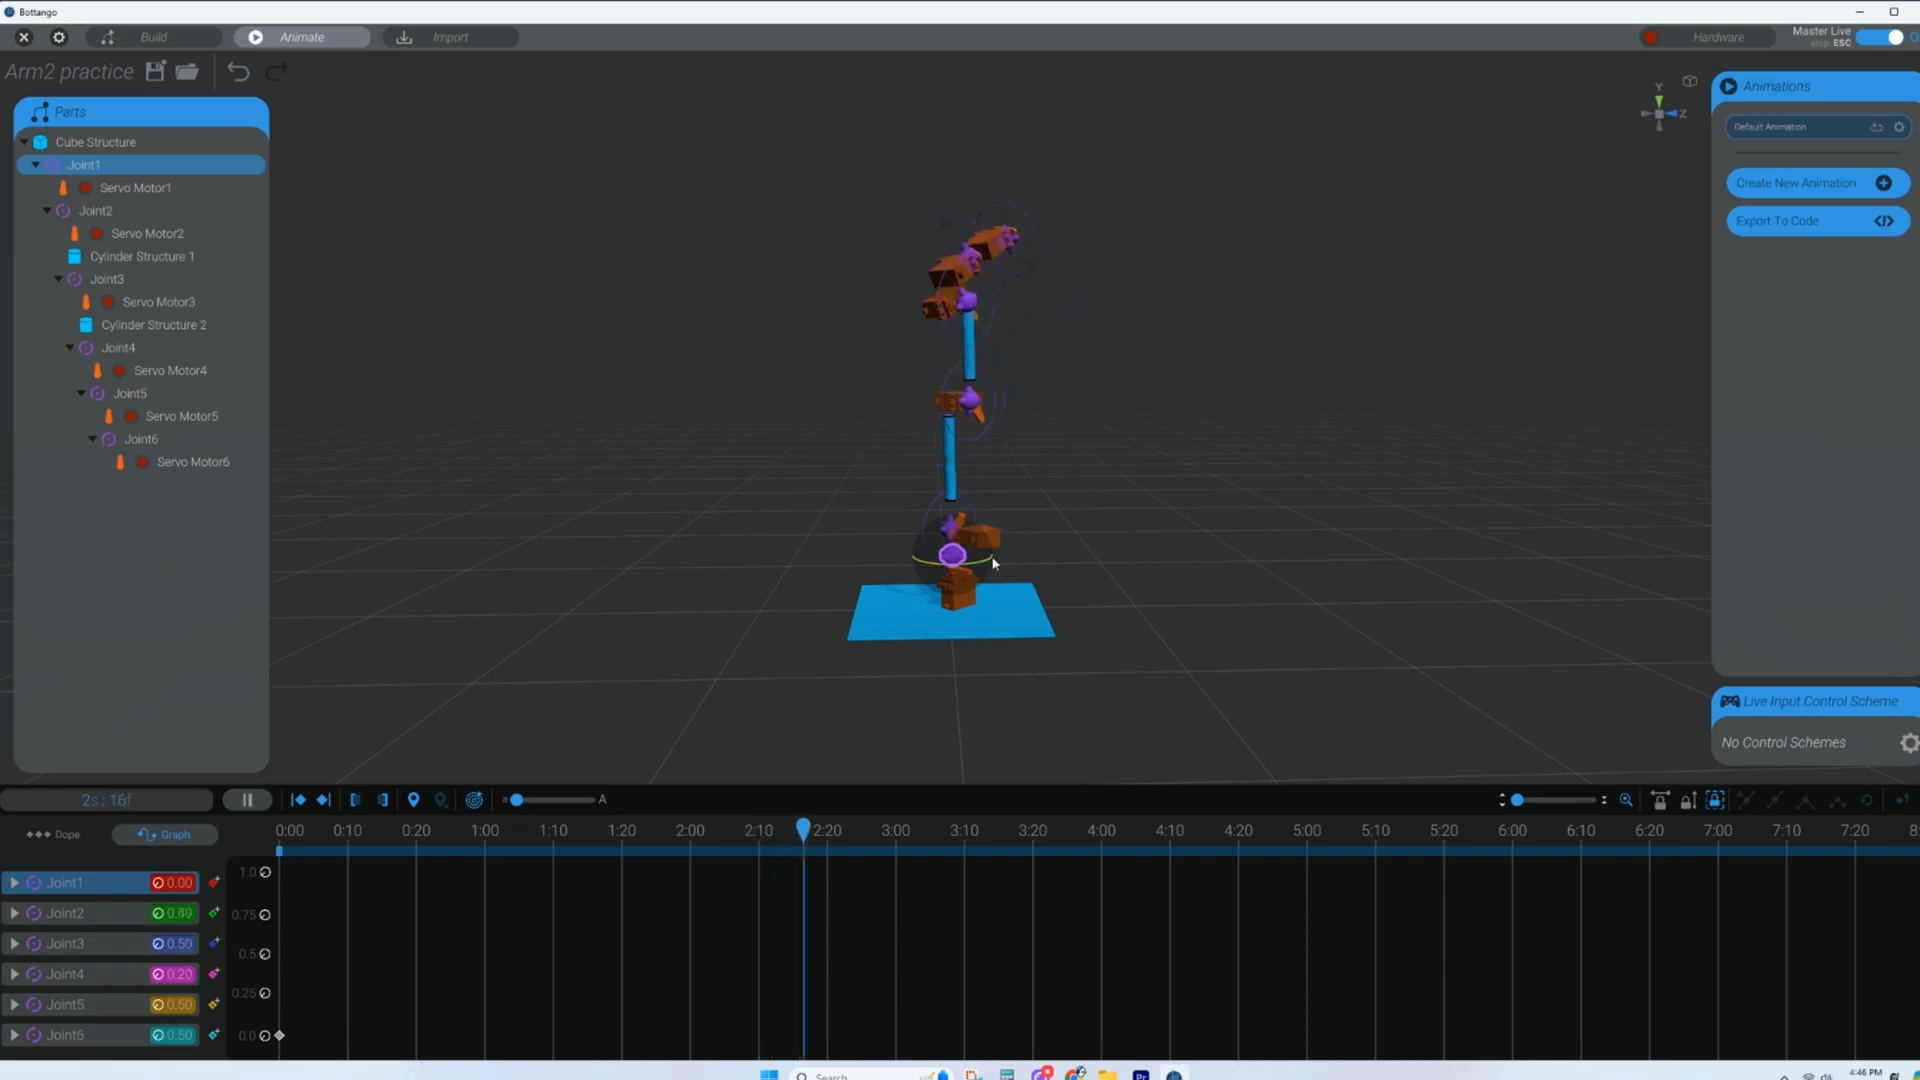 Bottango
Build
Animate
Import
Hardware
Master Live
stop: ESC
Arm2 practice
Parts
Cube Structure
Joint1
Servo Motor1
Joint2
Servo Motor2
Cylinder Structure 1
Joint3
Servo Motor3
Cylinder Structure 2
Joint4
Servo Motor4
Joint5
Servo Motor5
Joint6
Servo Motor6
Y
Z
Animations
Default Animation
Create New Animation
Export To Code
Live Input Control Scheme
No Control Schemes
2s : 16f
A
Dope
Graph
0:00 0:10 0:20 1:00 1:10 1:20 2:00 2:10 2:20 3:00 3:10 3:20 4:00 4:10 4:20 5:00 5:10 5:20 6:00 6:10 6:20 7:00 7:10 7:20
Joint1 0.00
1.0
Joint2
0.75
Joint3 0.50
0.5
Joint4 0.20
0.25
Joint5 0.50
Joint6 0.50
0.0
Search
Pr
4:46 PM